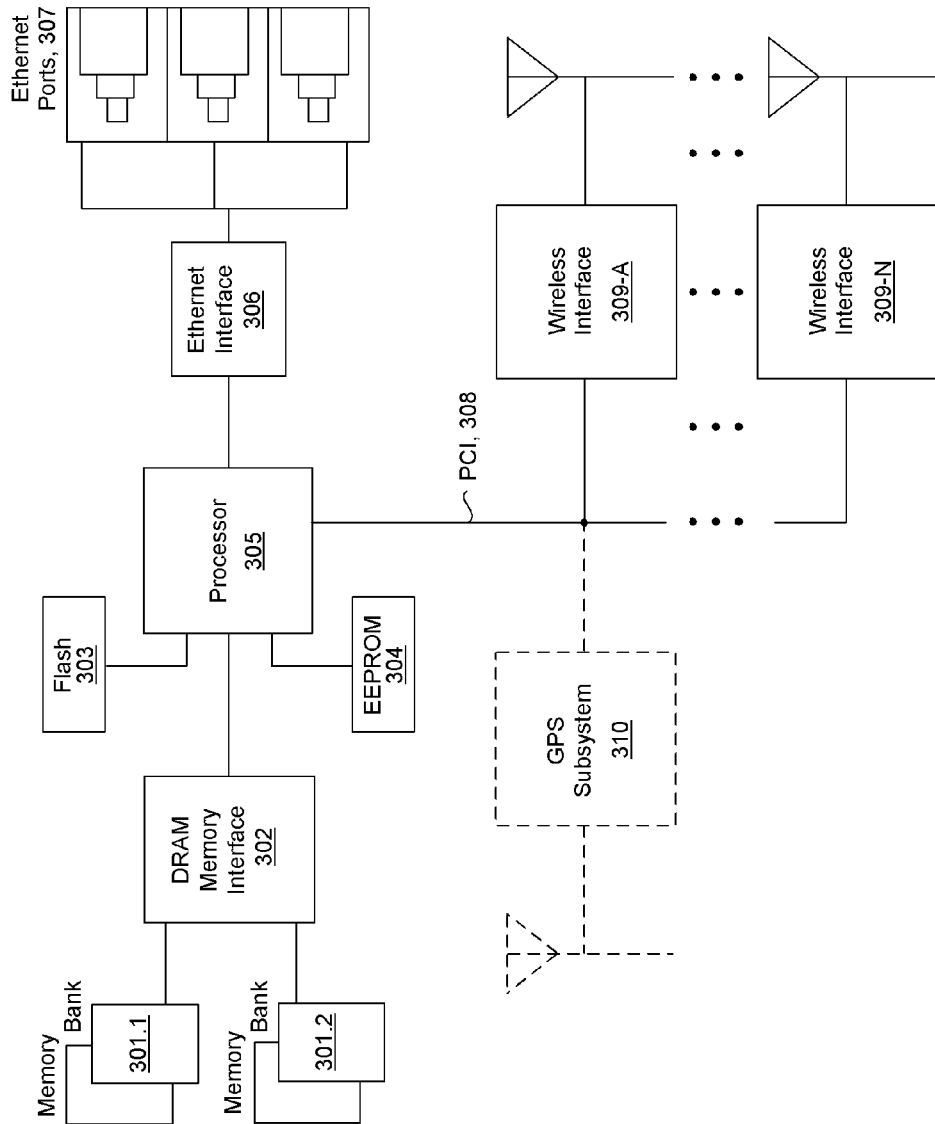 Memory
Bank
301.1
Memory
Bank
301.2
DRAM
Memory
Interface
302
Flash
303
EEPROM
304
Processor
305
Ethernet
Interface
306
Ethernet
Ports, 307
PCI, 308
GPS
Subsystem
310
Wireless
Interface
309-A
Wireless
Interface
309-N